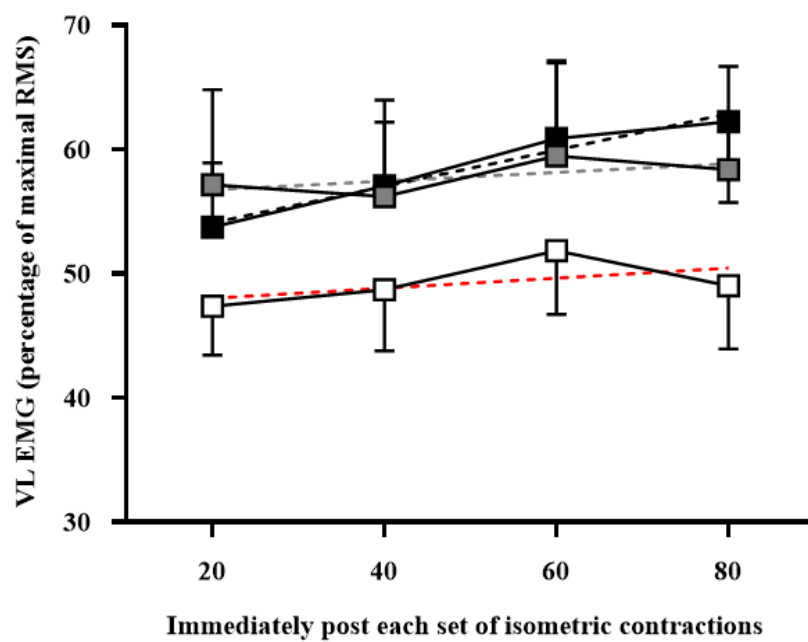 VL EMG (percentage of maximal RMS)
70
60
50
40
30
20 40 60 80
Immediately post each set of isometric contractions